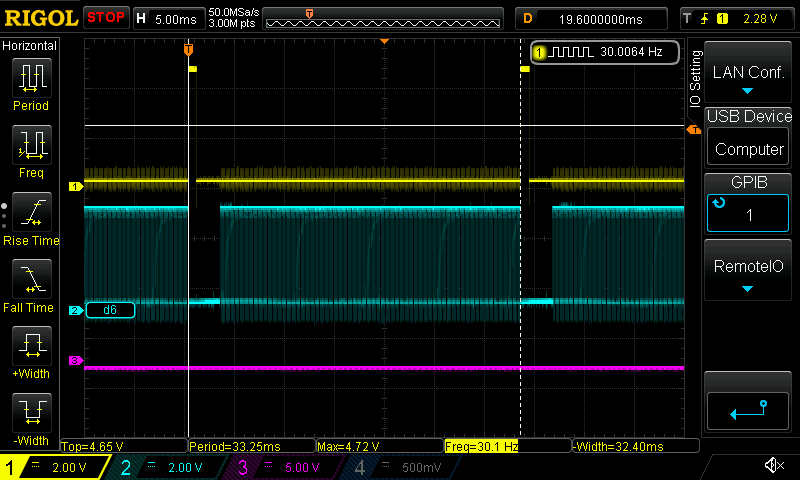 RIGOL STOP H 5.00ms 50.0MSa/s 3.00M pts D 19.6000000ms T 1 2.28 V
T
Horizontal
Period
Freq
Rise Time
Fall Time
+Width
-Width
T
1 30.0064 Hz
T
1
2 d6
3
IO Setting
LAN Conf.
USB Device
Computer
GPIB
1
RemoteIO
Top=4.65 V Period=33.25ms Max=4.72 V Freq=30.1 Hz -Width=32.40ms
1 2.00 V 2 2.00 V 3 5.00 V 4 500mV